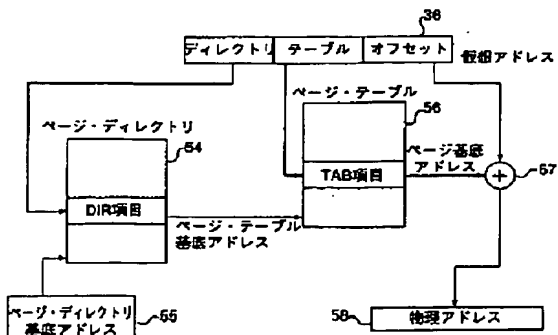 36
ディレクトリ テーブル オフセット
仮想アドレス
ページ・テーブル
56
ページ・ディレクトリ
54
ページ基底
アドレス
57
TAB項目
+
DIR項目
ページ・テーブル
基底アドレス
ページ・ディレクトリ
基底アドレス
55
58
物理アドレス